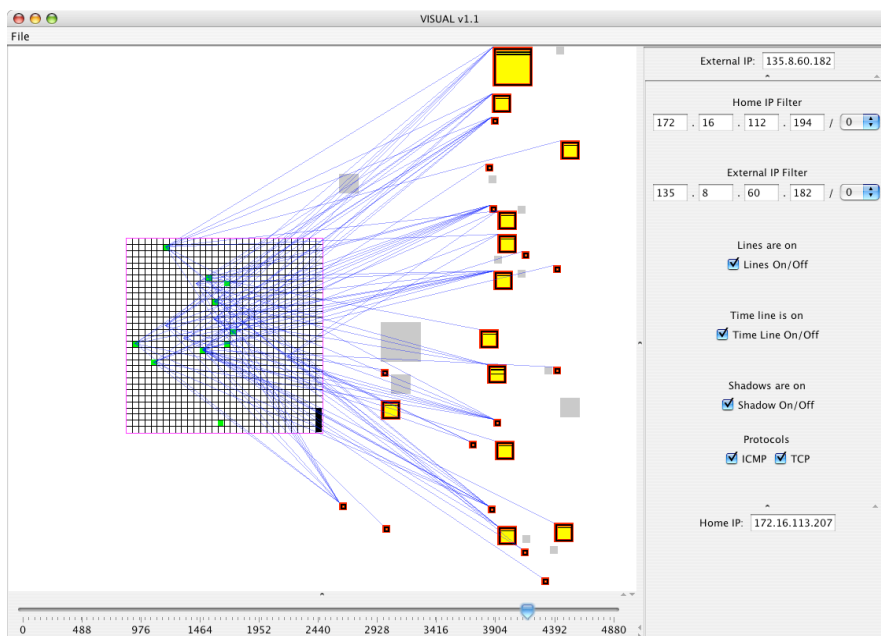 VISUAL v1.1
File
External IP: 135.8.60.182
Home IP Filter
172 . 16 . 112 . 194 / 0
External IP Filter
135 . 8 . 60 . 182 / 0
Lines are on
Lines On/Off
Time line is on
Time Line On/Off
Shadows are on
Shadow On/Off
Protocols
ICMP TCP
Home IP: 172.16.113.207
0 488 976 1464 1952 2440 2928 3416 3904 4392 4880